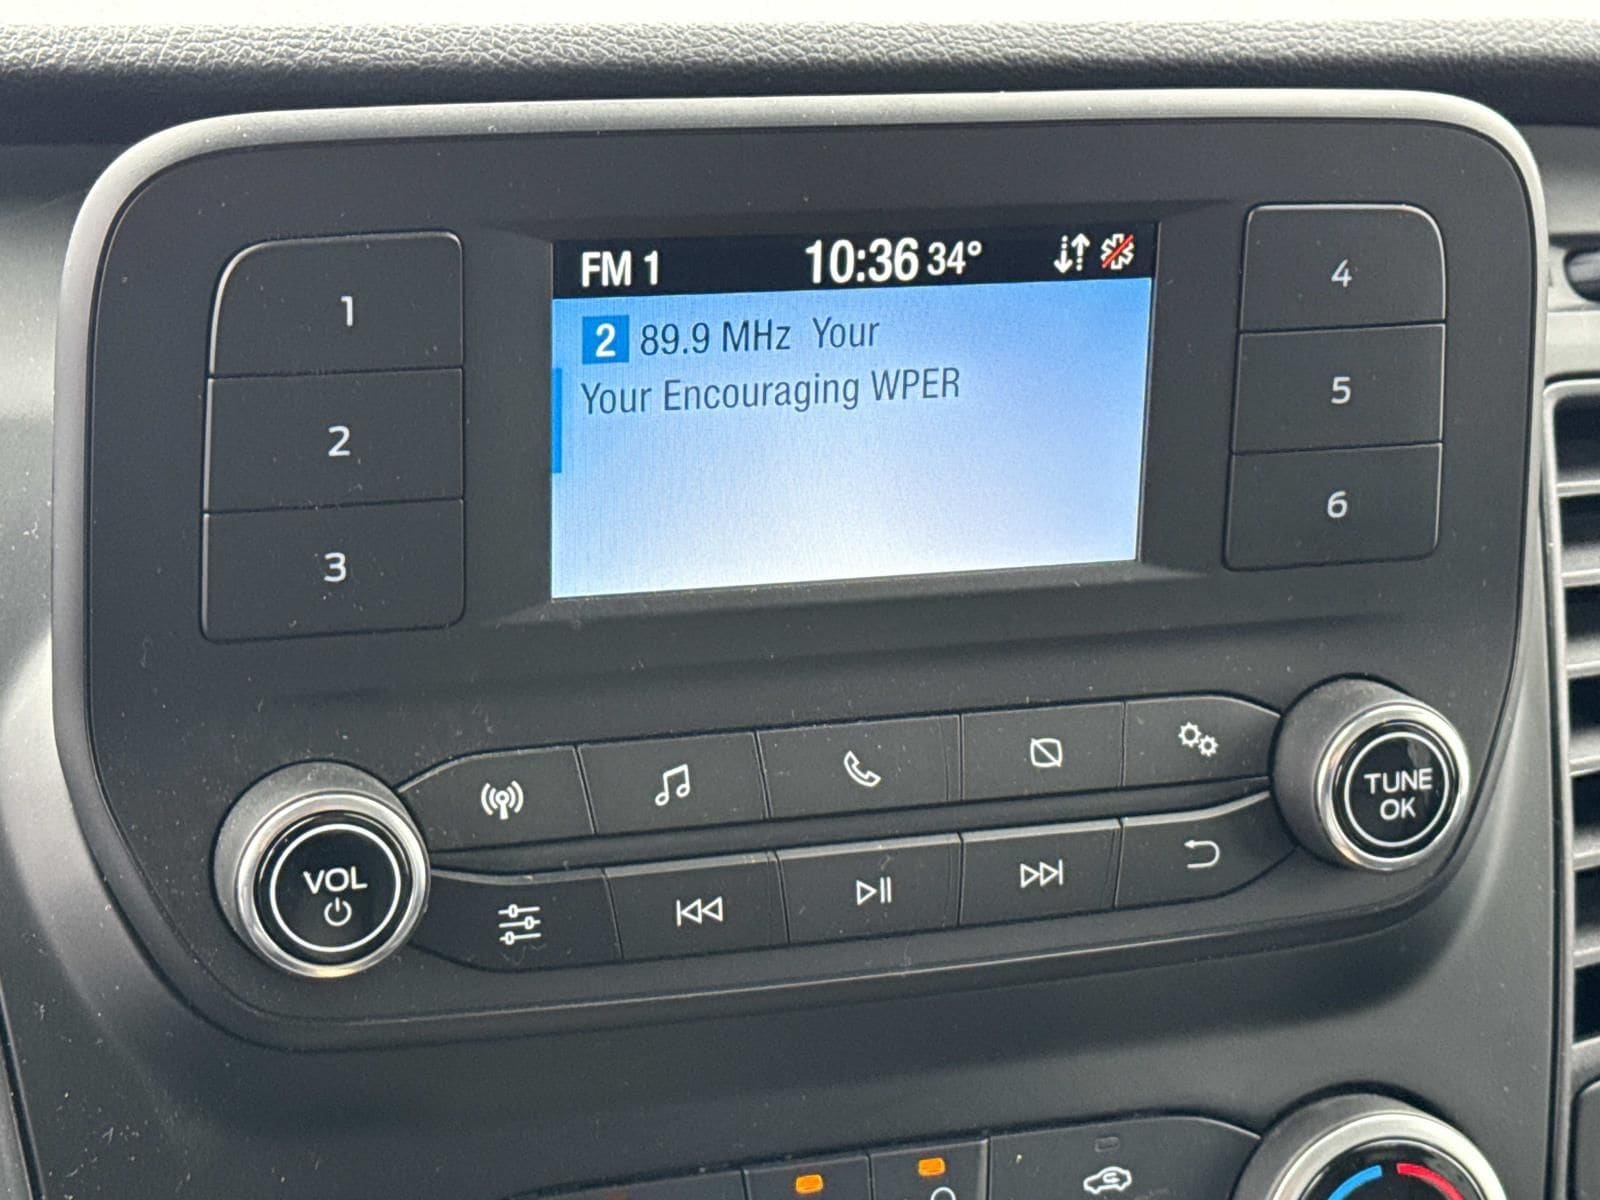 FM 1 10:36 34°
2 89.9 MHz Your
Your Encouraging WPER
1
2
3
4
5
6
VOL
TUNE
OK